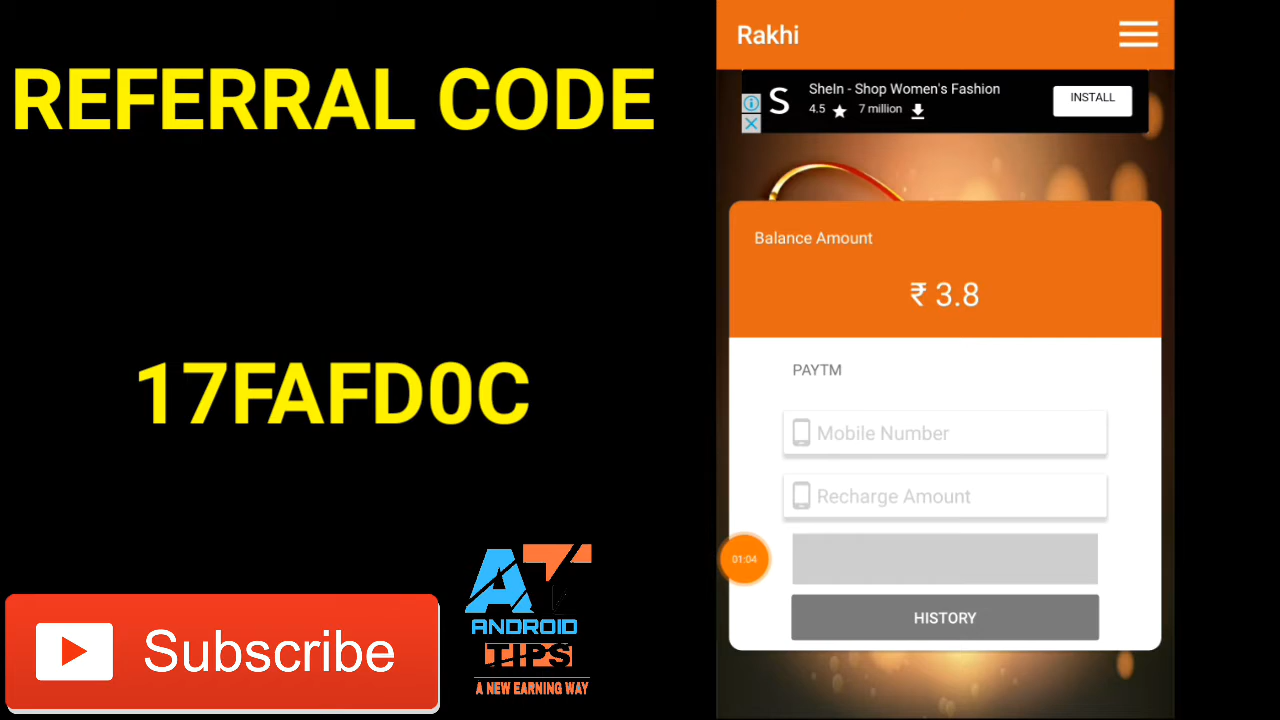 REFERRAL CODE
17FAFD0C
Subscribe
AT
ANDROID
TIPS
A NEW EARNING WAY
Rakhi
S
SheIn - Shop Women's Fashion
4.5 ★ 7 million
INSTALL
Balance Amount
₹ 3.8
PAYTM
Mobile Number
Recharge Amount
01:04
HISTORY